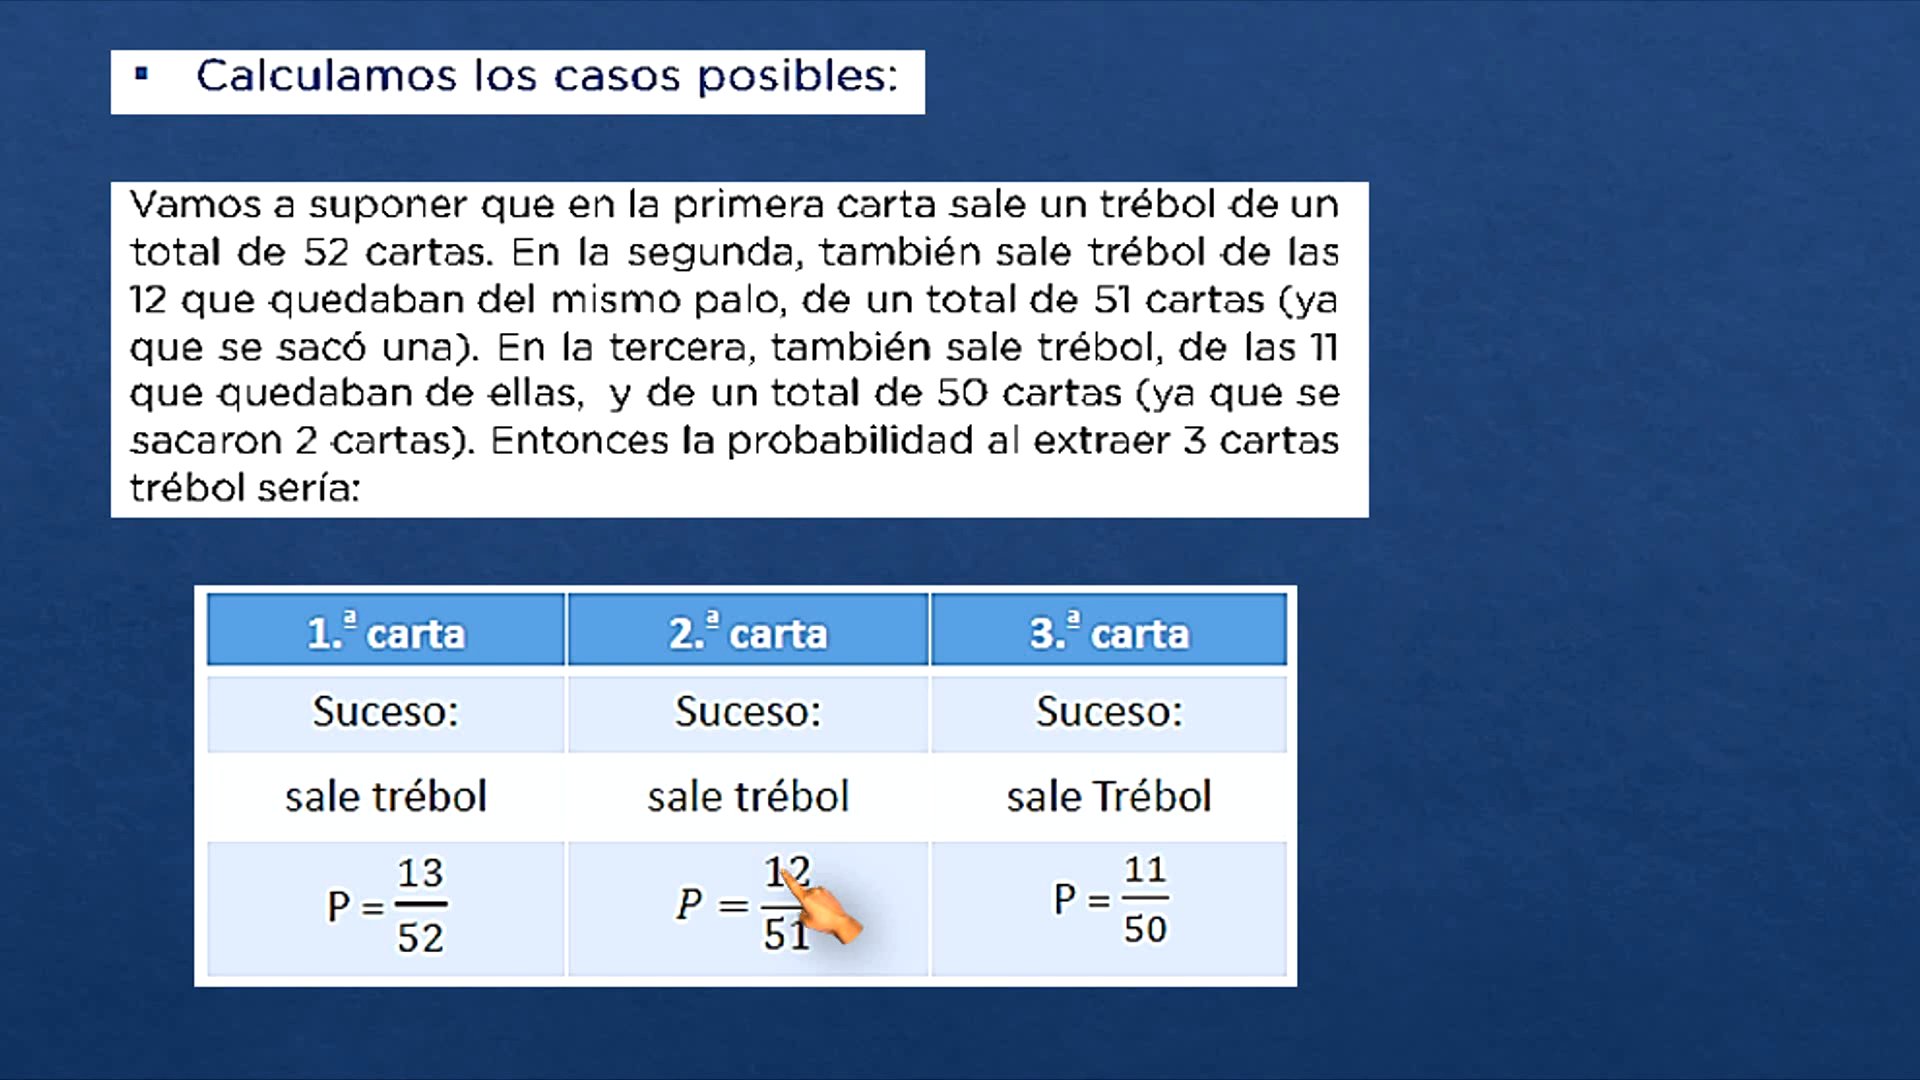 ▪ Calculamos los casos posibles:
Vamos a suponer que en la primera carta sale un trébol de un
total de 52 cartas. En la segunda, también sale trébol de las
12 que quedaban del mismo palo, de un total de 51 cartas (ya
que se sacó una). En la tercera, también sale trébol, de las 11
que quedaban de ellas, y de un total de 50 cartas (ya que se
sacaron 2 cartas). Entonces la probabilidad al extraer 3 cartas
trébol sería:
1.ª carta 2.ª carta 3.ª carta
Suceso: Suceso: Suceso:
sale trébol sale trébol sale Trébol
P = 13/52 P = 12/51 P = 11/50